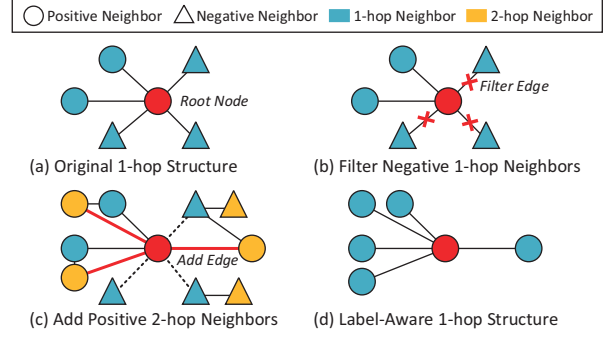 Positive Neighbor Negative Neighbor 1-hop Neighbor 2-hop Neighbor
Root Node
Filter Edge
(a) Original 1-hop Structure
(b) Filter Negative 1-hop Neighbors
Add Edge
(c) Add Positive 2-hop Neighbors
(d) Label-Aware 1-hop Structure